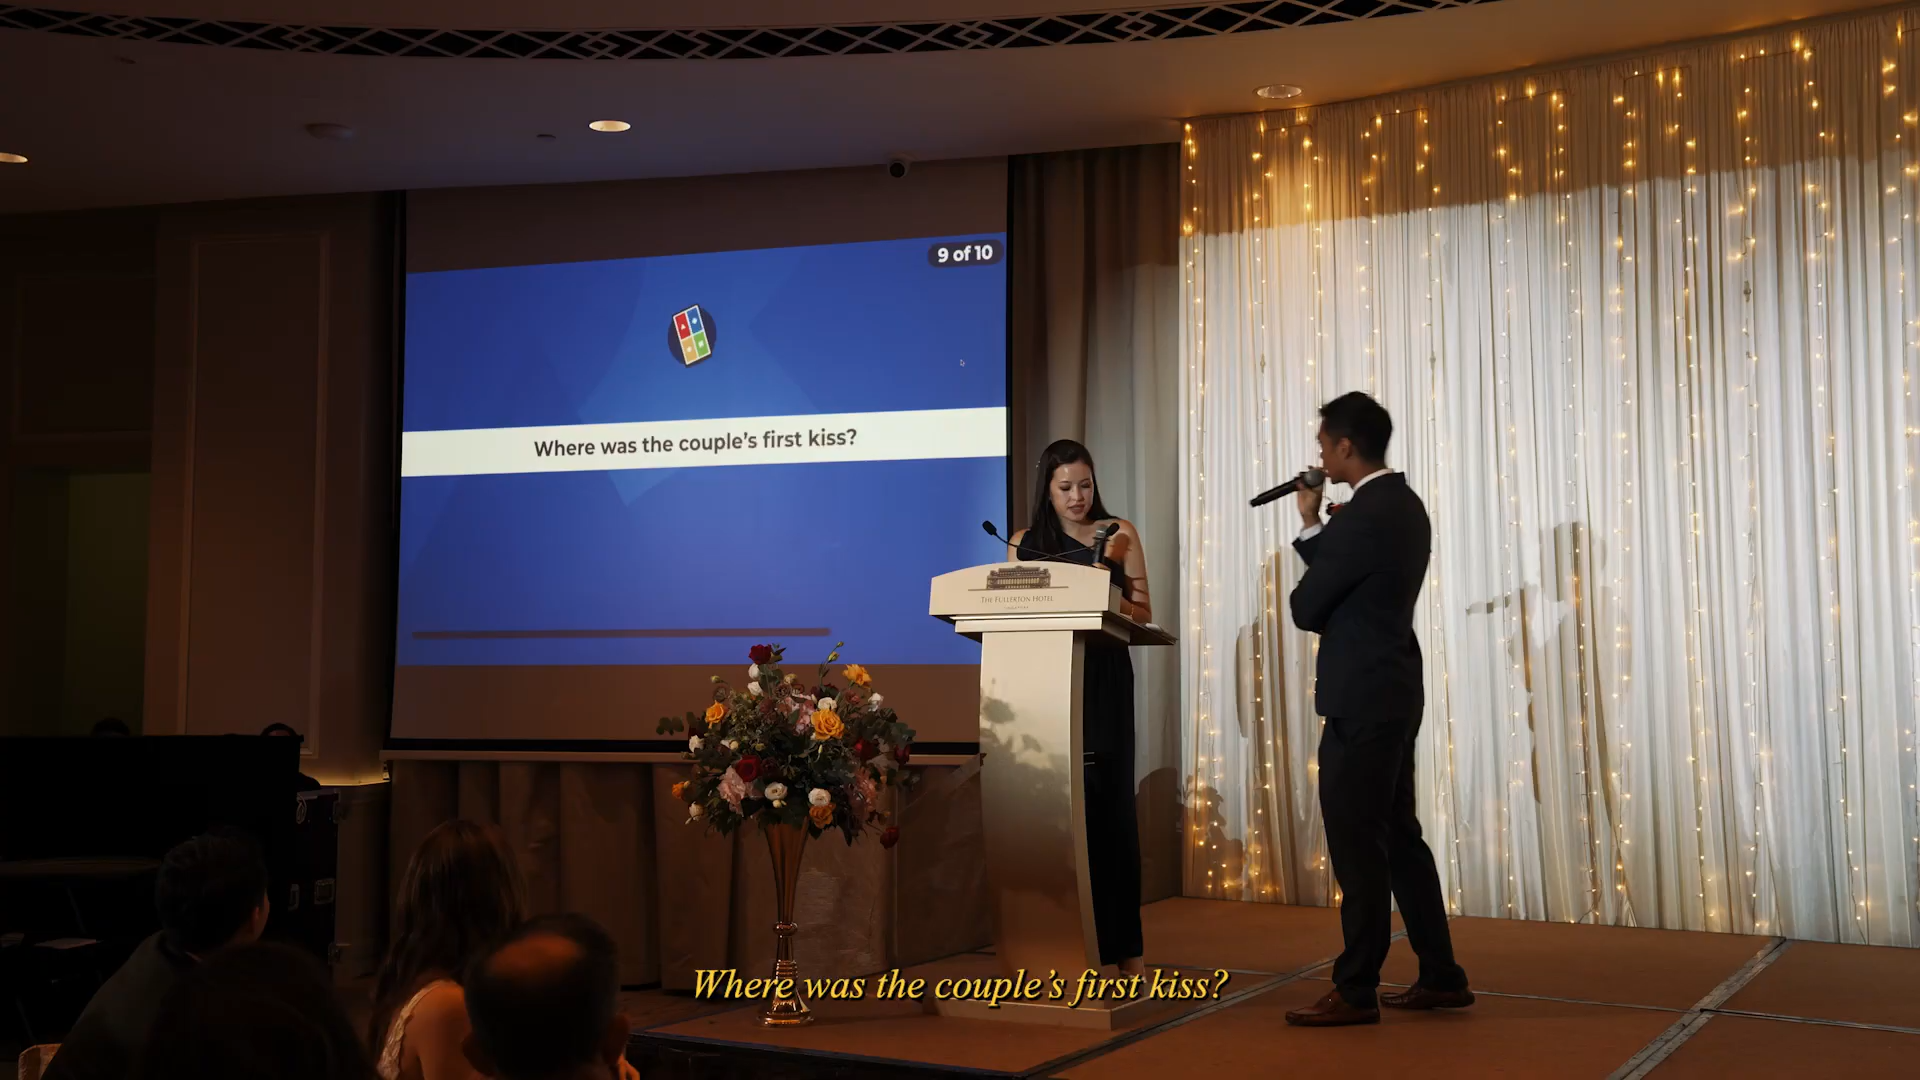 9 of 10
Where was the couple's first kiss?
THE FULLERTON HOTEL
Where was the couple's first kiss?